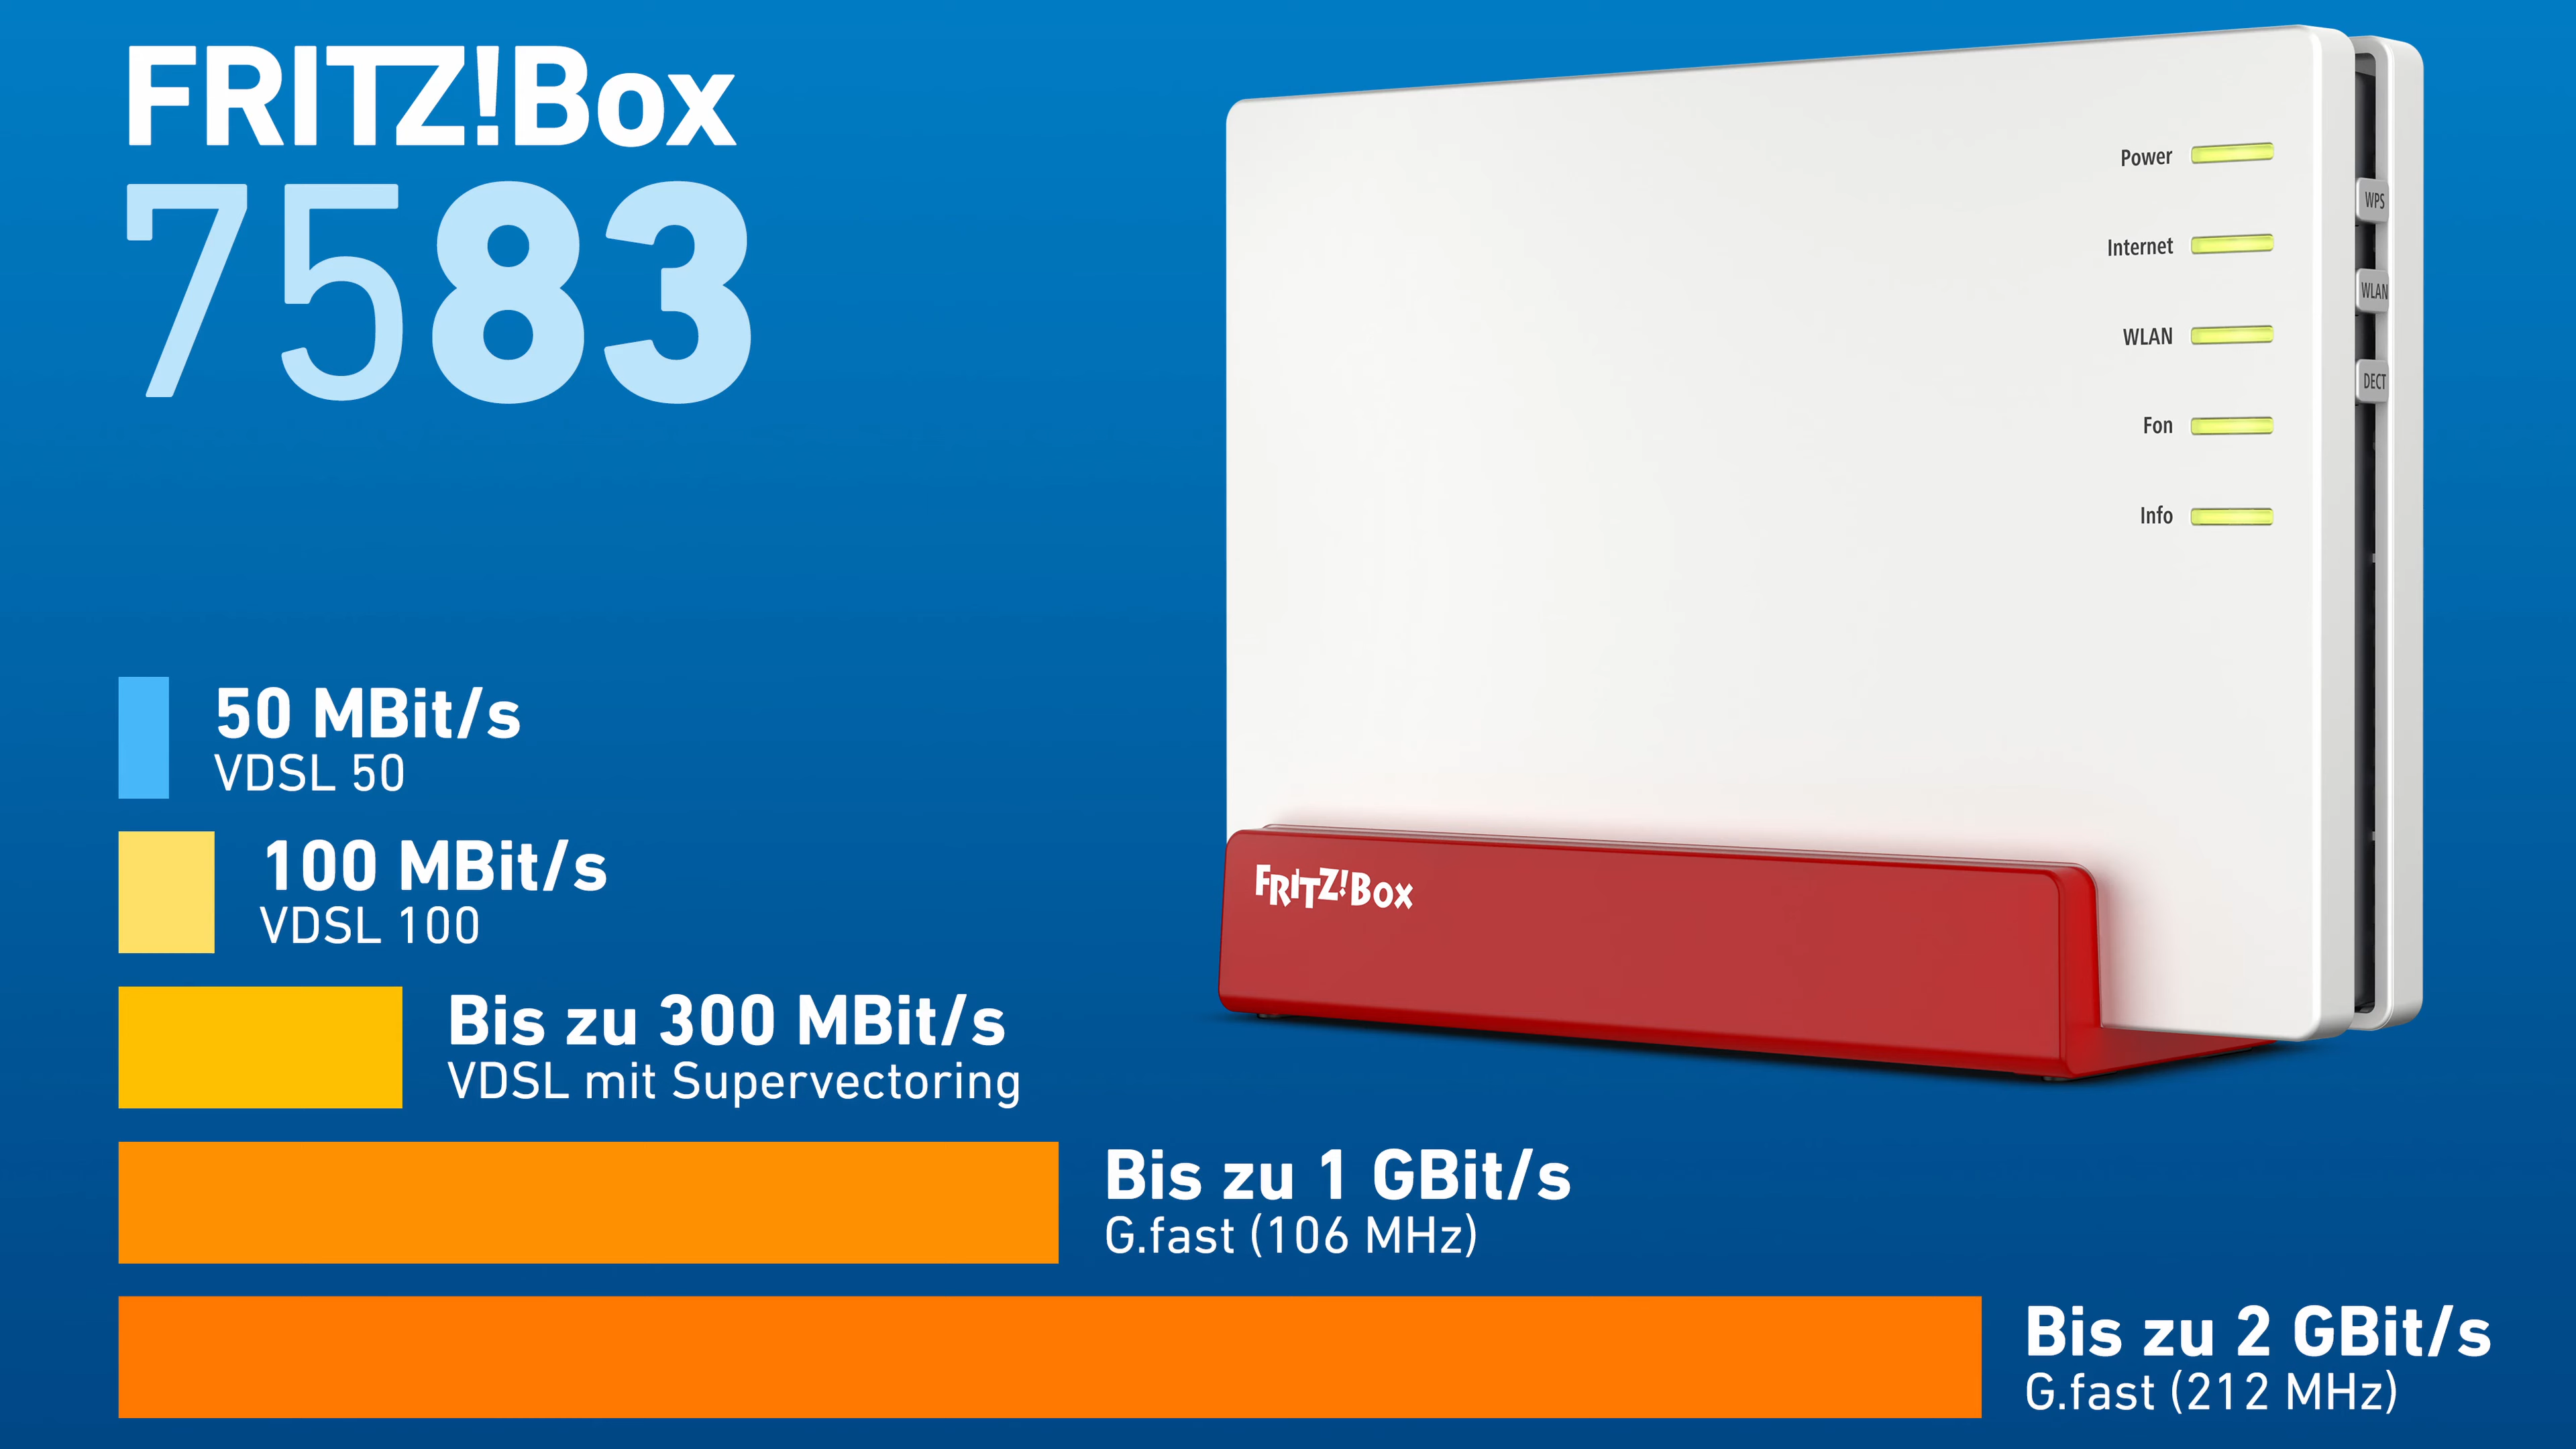 FRITZ!Box
7583
Power
Internet
WLAN
Fon
Info
WPS
WLAN
DECT
FRITZ!Box
50 MBit/s
VDSL 50
100 MBit/s
VDSL 100
Bis zu 300 MBit/s
VDSL mit Supervectoring
Bis zu 1 GBit/s
G.fast (106 MHz)
Bis zu 2 GBit/s
G.fast (212 MHz)